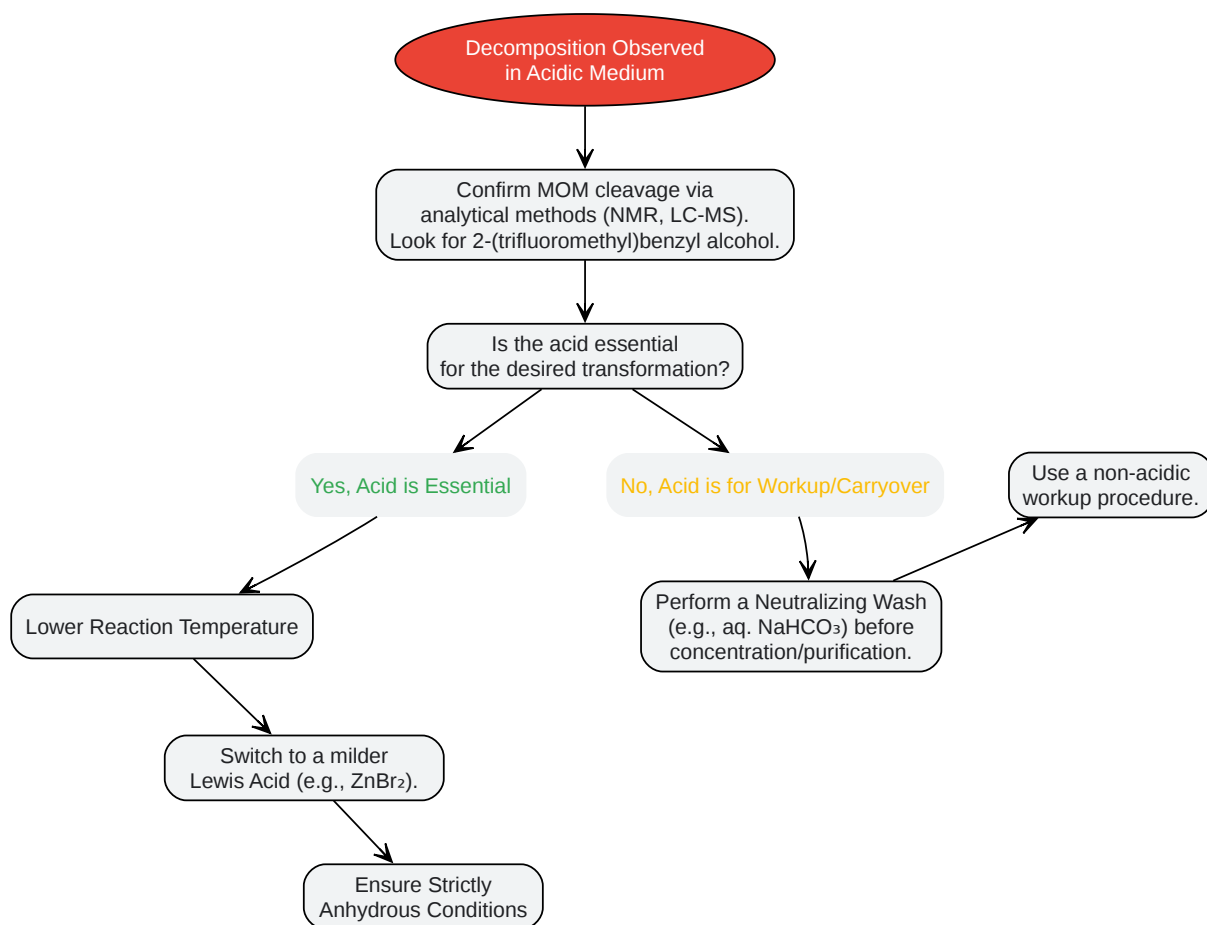 Decomposition Observed
in Acidic Medium
Confirm MOM cleavage via
analytical methods (NMR, LC-MS).
Look for 2-(trifluoromethyl)benzyl alcohol.
Is the acid essential
for the desired transformation?
Yes, Acid is Essential
No, Acid is for Workup/Carryover
Use a non-acidic
workup procedure.
Lower Reaction Temperature
Perform a Neutralizing Wash
(e.g., aq. NaHCO₃) before
concentration/purification.
Switch to a milder
Lewis Acid (e.g., ZnBr₂).
Ensure Strictly
Anhydrous Conditions